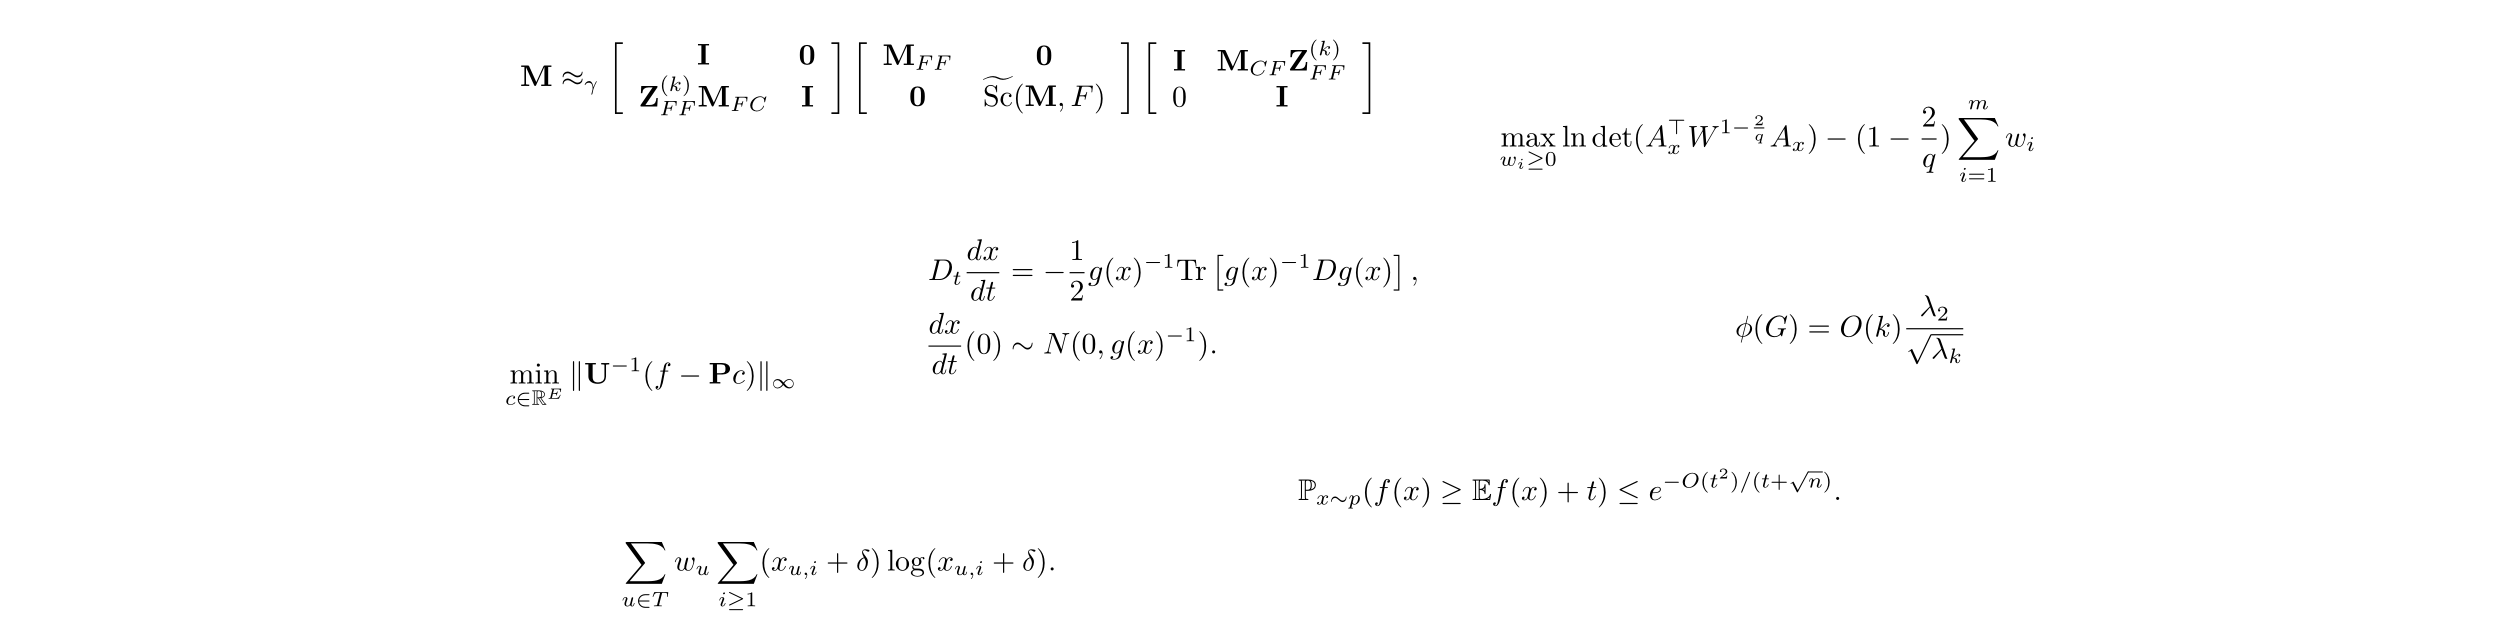 $\mathbf{M} \approx_{\gamma} \begin{bmatrix} \mathbf{I} & \mathbf{0} \\ \mathbf{Z}_{FF}^{(k)} \mathbf{M}_{FC} & \mathbf{I} \end{bmatrix} \begin{bmatrix} \mathbf{M}_{FF} & \mathbf{0} \\ \mathbf{0} & \widetilde{\mathrm{Sc}}(\mathbf{M}, F) \end{bmatrix} \begin{bmatrix} \mathbf{I} & \mathbf{M}_{CF} \mathbf{Z}_{FF}^{(k)} \\ 0 & \mathbf{I} \end{bmatrix}$
$\max_{w_i \geq 0} \ln \det(A_x^{\top} W^{1-\frac{2}{q}} A_x) - (1 - \frac{2}{q}) \sum_{i=1}^{m} w_i$
$D_t \frac{dx}{dt} = -\frac{1}{2} g(x)^{-1} \mathrm{Tr} \left[ g(x)^{-1} D g(x) \right],$
$\frac{dx}{dt}(0) \sim N(0, g(x)^{-1}).$
$\phi(G) = O(k) \frac{\lambda_2}{\sqrt{\lambda_k}}$
$\min_{c \in \mathbb{R}^E} \| \mathbf{U}^{-1} (f - \mathbf{P}c) \|_{\infty}$
$\mathbb{P}_{x \sim p}(f(x) \geq \mathbb{E}f(x) + t) \leq e^{-O(t^2)/(t+\sqrt{n})}.$
$\sum_{u \in T} w_u \sum_{i \geq 1} (x_{u,i} + \delta) \log(x_{u,i} + \delta).$